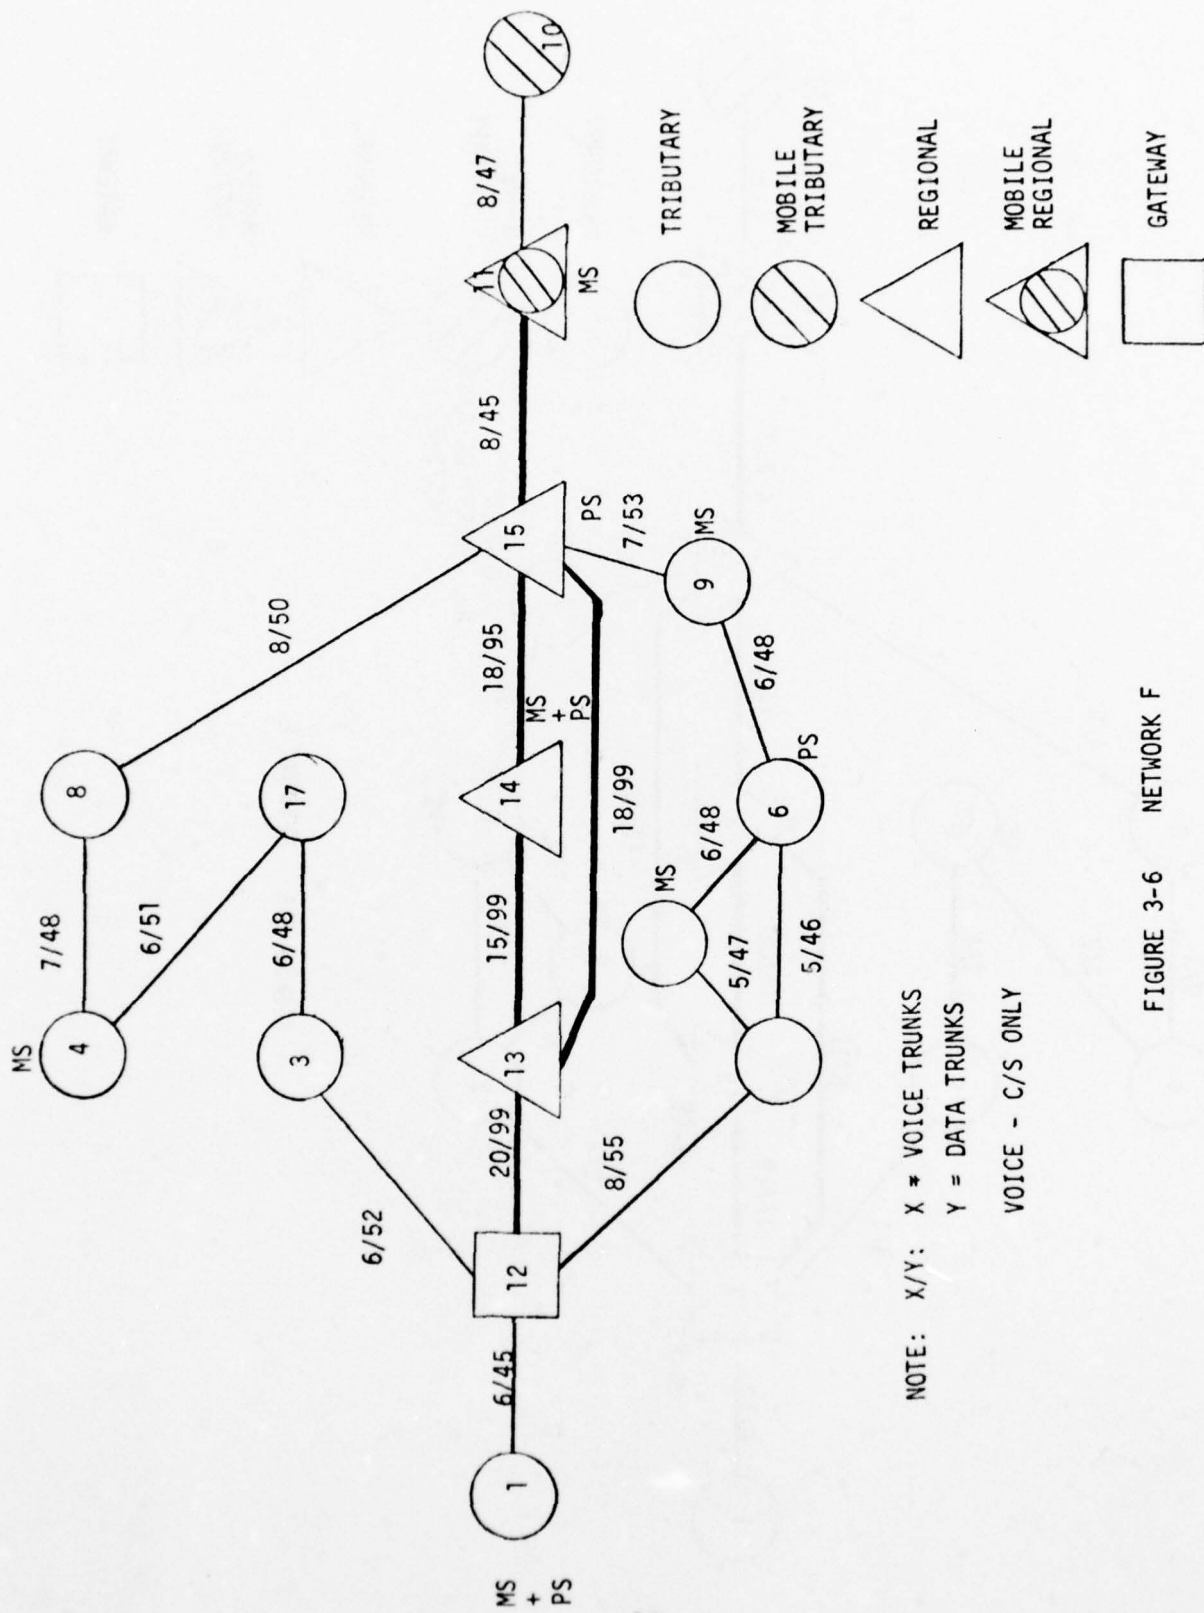 MS
4
7/48
8
6/51
8/50
3
6/48
17
6/52
MS
+
PS
1
6/45
12
20/99
13
15/99
14
MS
+
PS
18/95
15
PS
8/45
11
MS
8/47
10
18/99
7/53
9
MS
6/48
8/55
5/47
MS
6/48
5/46
6
PS
TRIBUTARY
MOBILE
TRIBUTARY
REGIONAL
MOBILE
REGIONAL
GATEWAY
NOTE: X/Y: X = VOICE TRUNKS
Y = DATA TRUNKS
VOICE - C/S ONLY
FIGURE 3-6 NETWORK F